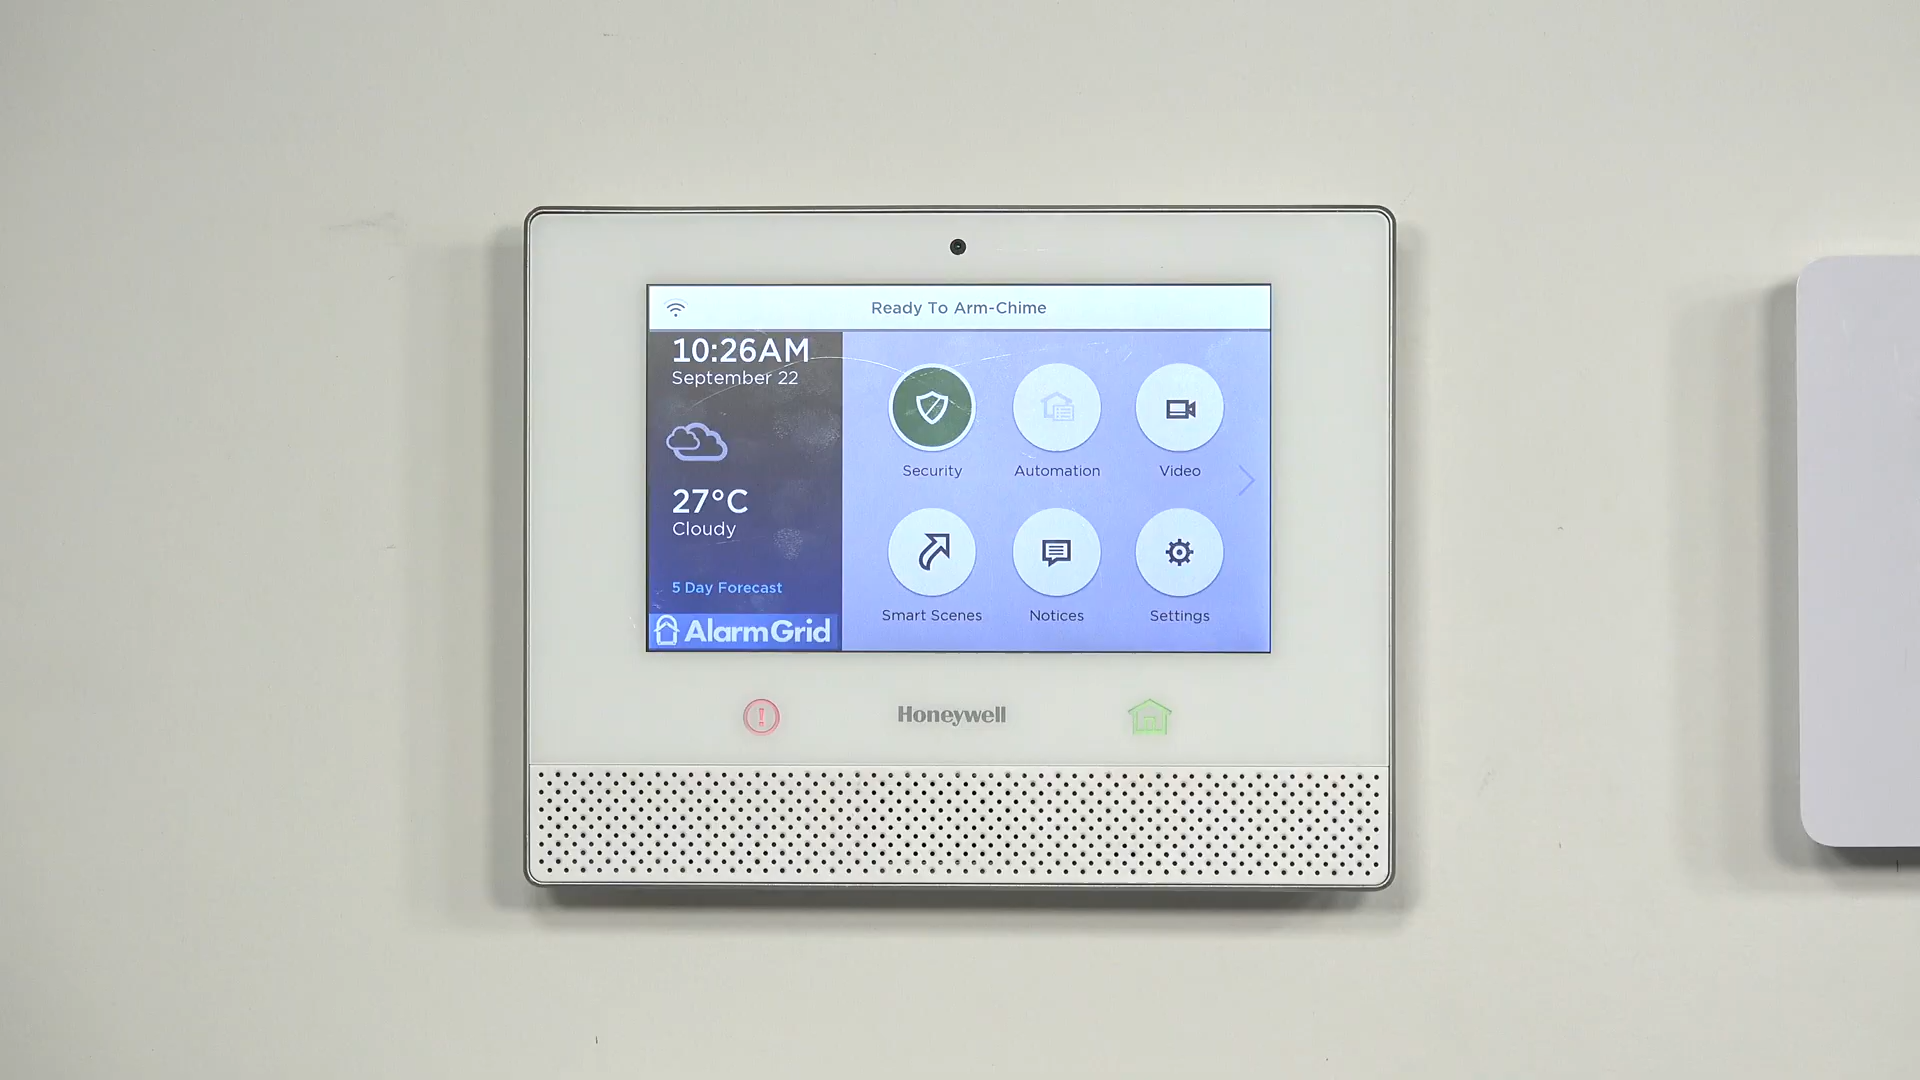 Ready To Arm-Chime
10:26AM
September 22
27°C
Cloudy
5 Day Forecast
AlarmGrid
Security
Automation
Video
Smart Scenes
Notices
Settings
Honeywell